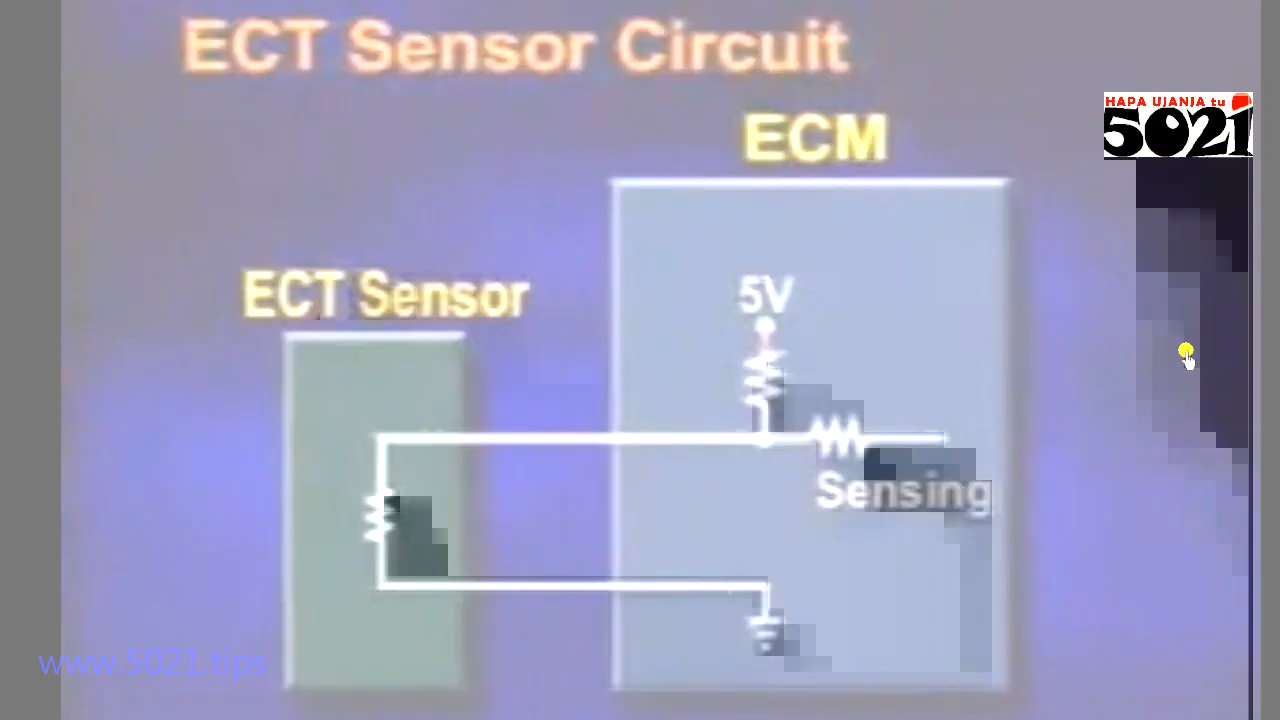 ECT Sensor Circuit
HAPA UJANJA tu
5021
ECM
ECT Sensor
5V
Sensing
www.5021.tips